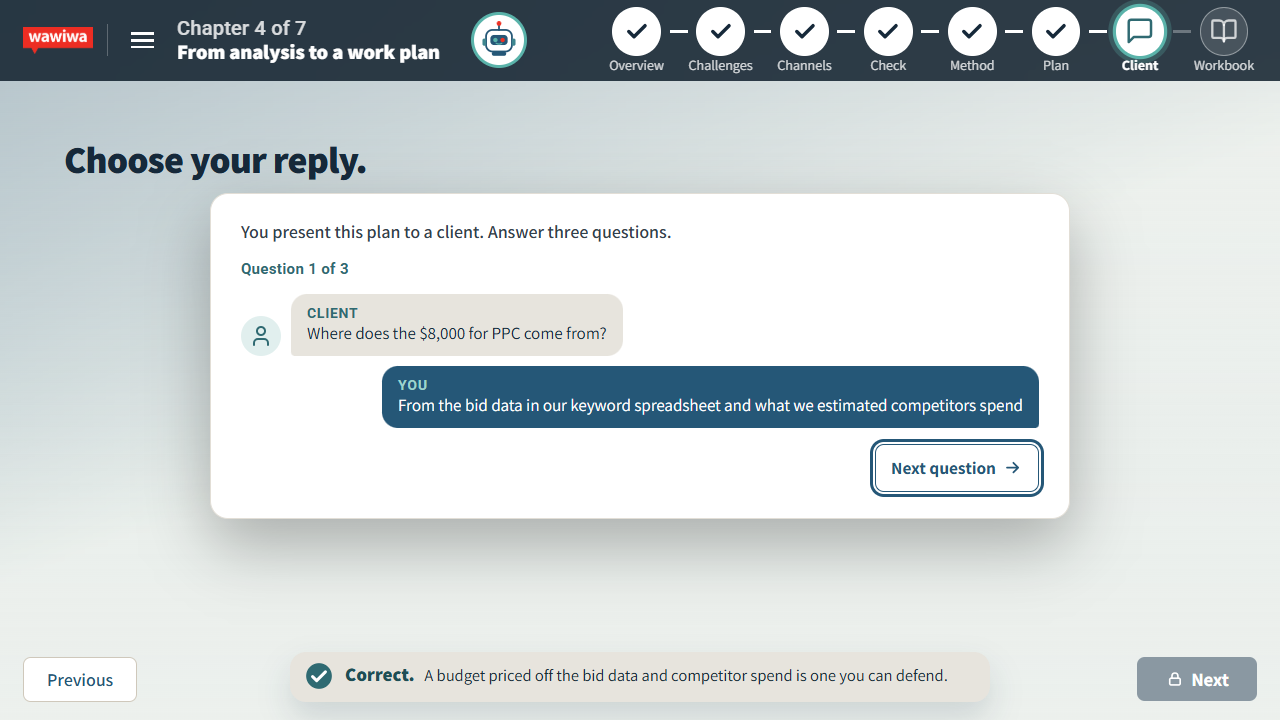 wawiwa
Chapter 4 of 7
From analysis to a work plan
Overview
Challenges
Channels
Check
Method
Plan
Client
Workbook
Choose your reply.
You present this plan to a client. Answer three questions.
Question 1 of 3
CLIENT
Where does the $8,000 for PPC come from?
YOU
From the bid data in our keyword spreadsheet and what we estimated competitors spend
Next question
Previous
Correct. A budget priced off the bid data and competitor spend is one you can defend.
Next